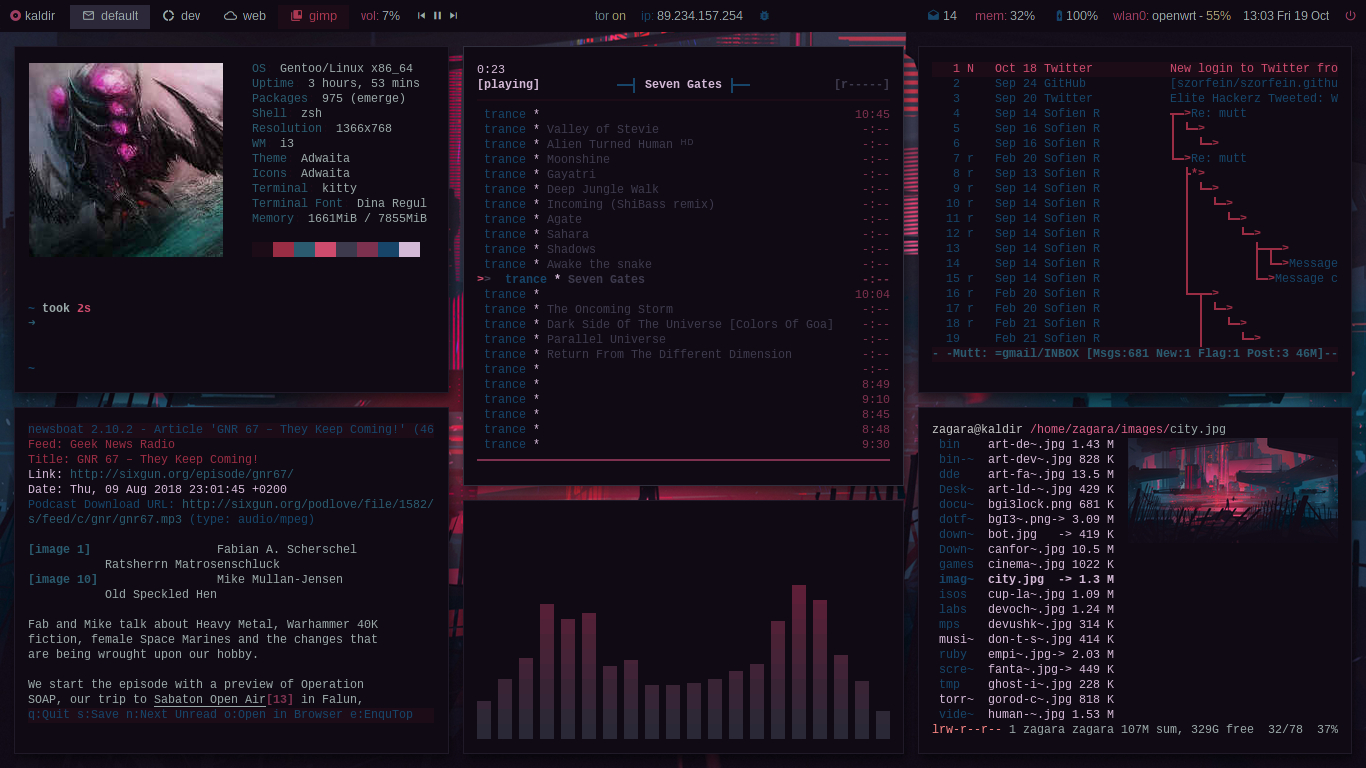 kaldir default dev web gimp vol: 7% tor on ip: 89.234.157.254 14 mem: 32% 100% wlan0: openwrt - 55% 13:03 Fri 19 Oct
OS Gentoo/Linux x86_64
Uptime 3 hours, 53 mins
Packages 975 (emerge)
Shell zsh
Resolution 1366x768
WM i3
Theme Adwaita
Icons Adwaita
Terminal kitty
Terminal Font Dina Regul
Memory 1661MiB / 7855MiB
~ took 2s
➜
~
newsboat 2.10.2 - Article 'GNR 67 – They Keep Coming!' (46
Feed: Geek News Radio
Title: GNR 67 – They Keep Coming!
Link: http://sixgun.org/episode/gnr67/
Date: Thu, 09 Aug 2018 23:01:45 +0200
Podcast Download URL: http://sixgun.org/podlove/file/1582/
s/feed/c/gnr/gnr67.mp3 (type: audio/mpeg)
[image 1] Fabian A. Scherschel
Ratsherrn Matrosenschluck
[image 10] Mike Mullan-Jensen
Old Speckled Hen
Fab and Mike talk about Heavy Metal, Warhammer 40K
fiction, female Space Marines and the changes that
are being wrought upon our hobby.
We start the episode with a preview of Operation
SOAP, our trip to Sabaton Open Air[13] in Falun,
q:Quit s:Save n:Next Unread o:Open in Browser e:EnquTop
0:23
[playing] ──┤ Seven Gates ├── [r-----]
trance * 10:45
trance * Valley of Stevie -:--
trance * Alien Turned Human ᴴᴰ -:--
trance * Moonshine -:--
trance * Gayatri -:--
trance * Deep Jungle Walk -:--
trance * Incoming (ShiBass remix) -:--
trance * Agate -:--
trance * Sahara -:--
trance * Shadows -:--
trance * Awake the snake -:--
>> trance * Seven Gates -:--
trance * 10:04
trance * The Oncoming Storm -:--
trance * Dark Side Of The Universe [Colors Of Goa] -:--
trance * Parallel Universe -:--
trance * Return From The Different Dimension -:--
trance * -:--
trance * 8:49
trance * 9:10
trance * 8:45
trance * 8:48
trance * 9:30
1 N Oct 18 Twitter New login to Twitter fro
2 Sep 24 GitHub [szorfein/szorfein.githu
3 Sep 20 Twitter Elite Hackerz Tweeted: W
4 Sep 14 Sofien R ┬─>Re: mutt
5 Sep 16 Sofien R └─>
6 Sep 16 Sofien R └─>
7 r Feb 20 Sofien R └─>Re: mutt
8 r Sep 13 Sofien R ├*>
9 r Sep 14 Sofien R └─>
10 r Sep 14 Sofien R └─>
11 r Sep 14 Sofien R └─>
12 r Sep 14 Sofien R └─>
13 Sep 14 Sofien R ├─┬─>
14 Sep 14 Sofien R └─>Message
15 r Sep 14 Sofien R └─>Message c
16 r Feb 20 Sofien R └─┬─>
17 r Feb 20 Sofien R └─>
18 r Feb 21 Sofien R └─>
19 Feb 21 Sofien R └─>
- -Mutt: =gmail/INBOX [Msgs:681 New:1 Flag:1 Post:3 46M]--
zagara@kaldir /home/zagara/images/city.jpg
bin art-de~.jpg 1.43 M
bin-~ art-dev~.jpg 828 K
dde art-fa~.jpg 13.5 M
Desk~ art-ld-~.jpg 429 K
docu~ bgi3lock.png 681 K
dotf~ bgI3~.png-> 3.09 M
down~ bot.jpg -> 419 K
Down~ canfor~.jpg 10.5 M
games cinema~.jpg 1022 K
imag~ city.jpg -> 1.3 M
isos cup-la~.jpg 1.09 M
labs devoch~.jpg 1.24 M
mps devushk~.jpg 314 K
musi~ don-t-s~.jpg 414 K
ruby empi~.jpg-> 2.03 M
scre~ fanta~.jpg-> 449 K
tmp ghost-i~.jpg 228 K
torr~ gorod-c~.jpg 818 K
vide~ human-~.jpg 1.53 M
lrw-r--r-- 1 zagara zagara 107M sum, 329G free 32/78 37%